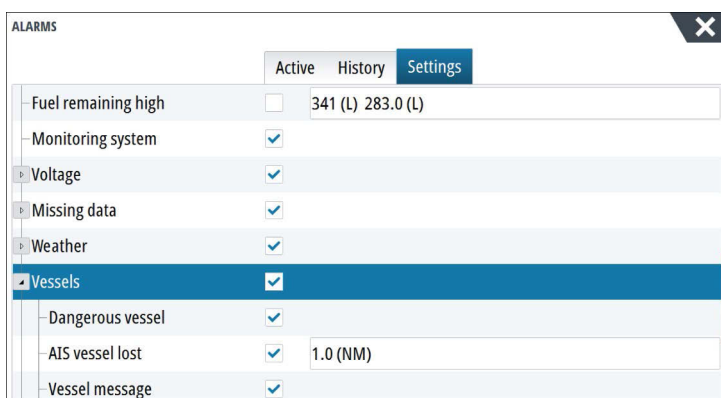 ALARMS
Active History Settings
Fuel remaining high 341 (L) 283.0 (L)
Monitoring system
Voltage
Missing data
Weather
Vessels
Dangerous vessel
AIS vessel lost 1.0 (NM)
Vessel message